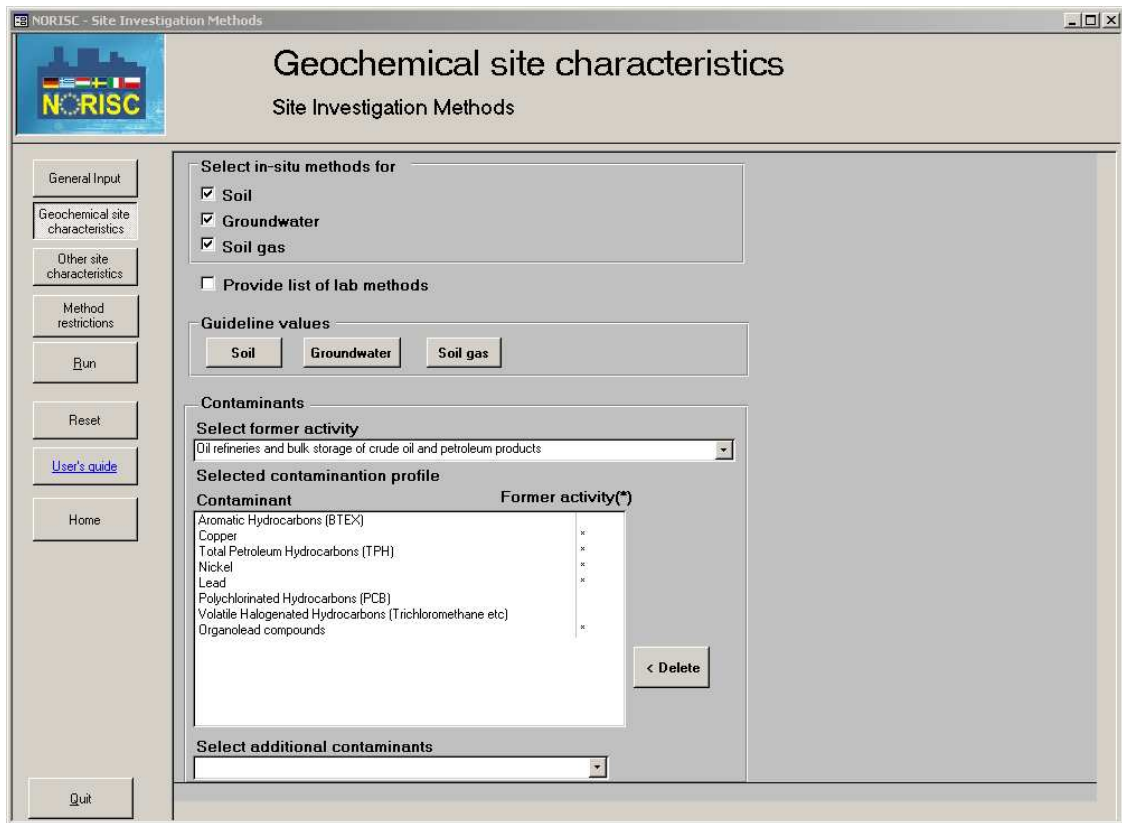 NORISC - Site Investigation Methods
NORISC
Geochemical site characteristics
Site Investigation Methods
General Input
Geochemical site
characteristics
Other site
characteristics
Method
restrictions
Run
Reset
User's guide
Home
Quit
Select in-situ methods for
Soil
Groundwater
Soil gas
Provide list of lab methods
Guideline values
Soil
Groundwater
Soil gas
Contaminants
Select former activity
Oil refineries and bulk storage of crude oil and petroleum products
Selected contaminantion profile
Contaminant Former activity(*)
Aromatic Hydrocarbons (BTEX)
Copper *
Total Petroleum Hydrocarbons (TPH) *
Nickel *
Lead *
Polychlorinated Hydrocarbons (PCB)
Volatile Halogenated Hydrocarbons (Trichloromethane etc)
Organolead compounds *
< Delete
Select additional contaminants